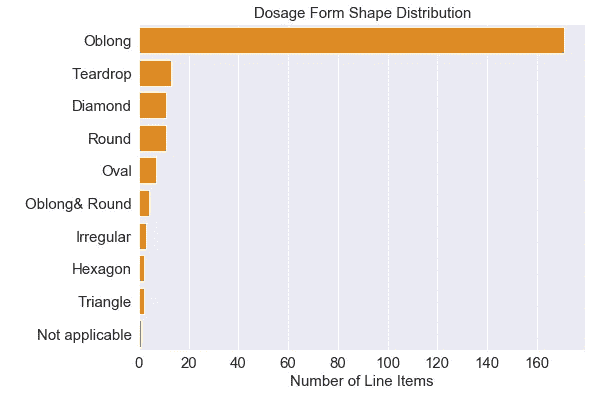 Dosage Form Shape Distribution
Oblong
Teardrop
Diamond
Round
Oval
Oblong& Round
Irregular
Hexagon
Triangle
Not applicable
0 20 40 60 80 100 120 140 160
Number of Line Items